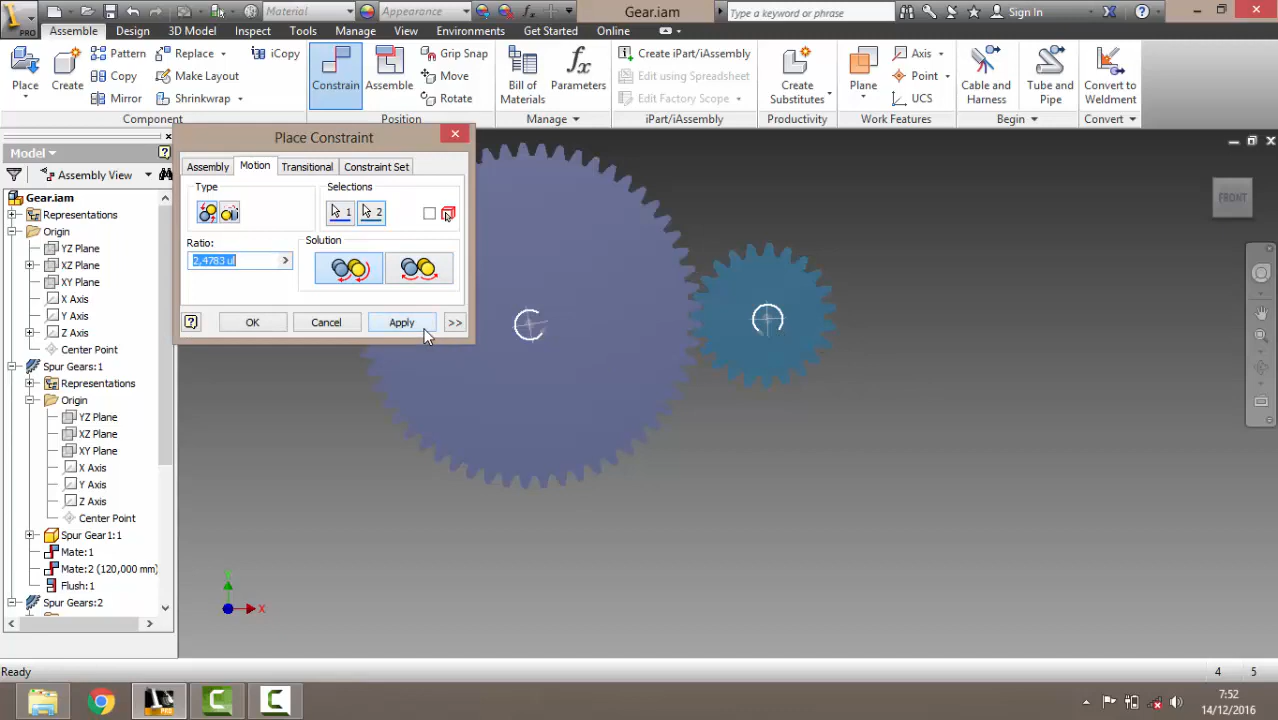 Material
Appearance
Gear.iam
Type a keyword or phrase
Sign In
PRO
Assemble
Design
3D Model
Inspect
Tools
Manage
View
Environments
Get Started
Online
Place
Create
Pattern
Copy
Mirror
Replace
Make Layout
Shrinkwrap
iCopy
Component
Constrain
Assemble
Grip Snap
Move
Rotate
Position
Bill of
Materials
Parameters
Manage
Create iPart/iAssembly
Edit using Spreadsheet
Edit Factory Scope
iPart/iAssembly
Create
Substitutes
Productivity
Plane
Axis
Point
UCS
Work Features
Cable and
Harness
Tube and
Pipe
Begin
Convert to
Weldment
Convert
Place Constraint
Assembly
Motion
Transitional
Constraint Set
Type
Selections
1
2
Ratio:
2,4783 ul
Solution
OK
Cancel
Apply
>>
Model
Assembly View
Gear.iam
Representations
Origin
YZ Plane
XZ Plane
XY Plane
X Axis
Y Axis
Z Axis
Center Point
Spur Gears:1
Representations
Origin
YZ Plane
XZ Plane
XY Plane
X Axis
Y Axis
Z Axis
Center Point
Spur Gear1:1
Mate:1
Mate:2 (120,000 mm)
Flush:1
Spur Gears:2
FRONT
X
Ready
4
5
7:52
14/12/2016